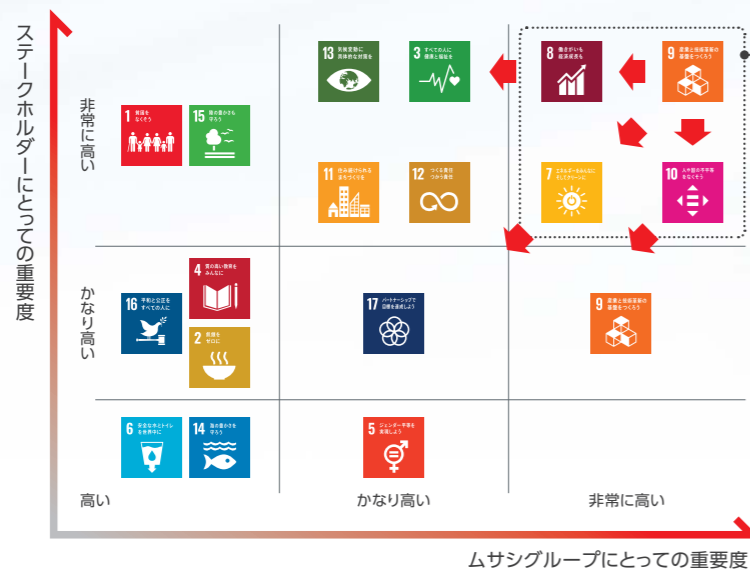 ステークホルダーにとっての重要度
非常に高い
13 気候変動に
具体的な対策を
3 すべての人に
健康と福祉を
8 働きがいも
経済成長も
9 産業と技術革新の
基盤をつくろう
1 貧困を
なくそう
15 陸の豊かさも
守ろう
11 住み続けられる
まちづくりを
12 つくる責任
つかう責任
7 エネルギーをみんなに
そしてクリーンに
10 人や国の不平等
をなくそう
かなり高い
4 質の高い教育を
みんなに
16 平和と公正を
すべての人に
2 飢餓を
ゼロに
17 パートナーシップで
目標を達成しよう
9 産業と技術革新の
基盤をつくろう
6 安全な水とトイレ
を世界中に
14 海の豊かさを
守ろう
5 ジェンダー平等を
実現しよう
高い
かなり高い
非常に高い
ムサシグループにとっての重要度